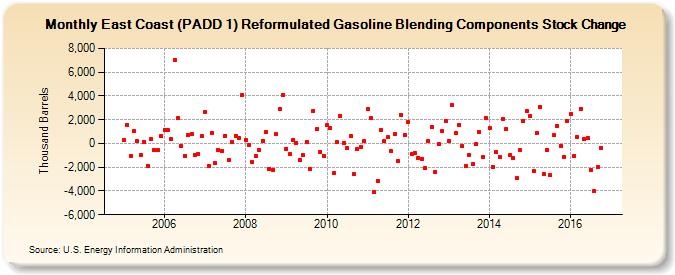 Monthly East Coast (PADD 1) Reformulated Gasoline Blending Components Stock Change
Thousand Barrels
8,000
6,000
4,000
2,000
0
-2,000
-4,000
-6,000
2006 2008 2010 2012 2014 2016
Source: U.S. Energy Information Administration